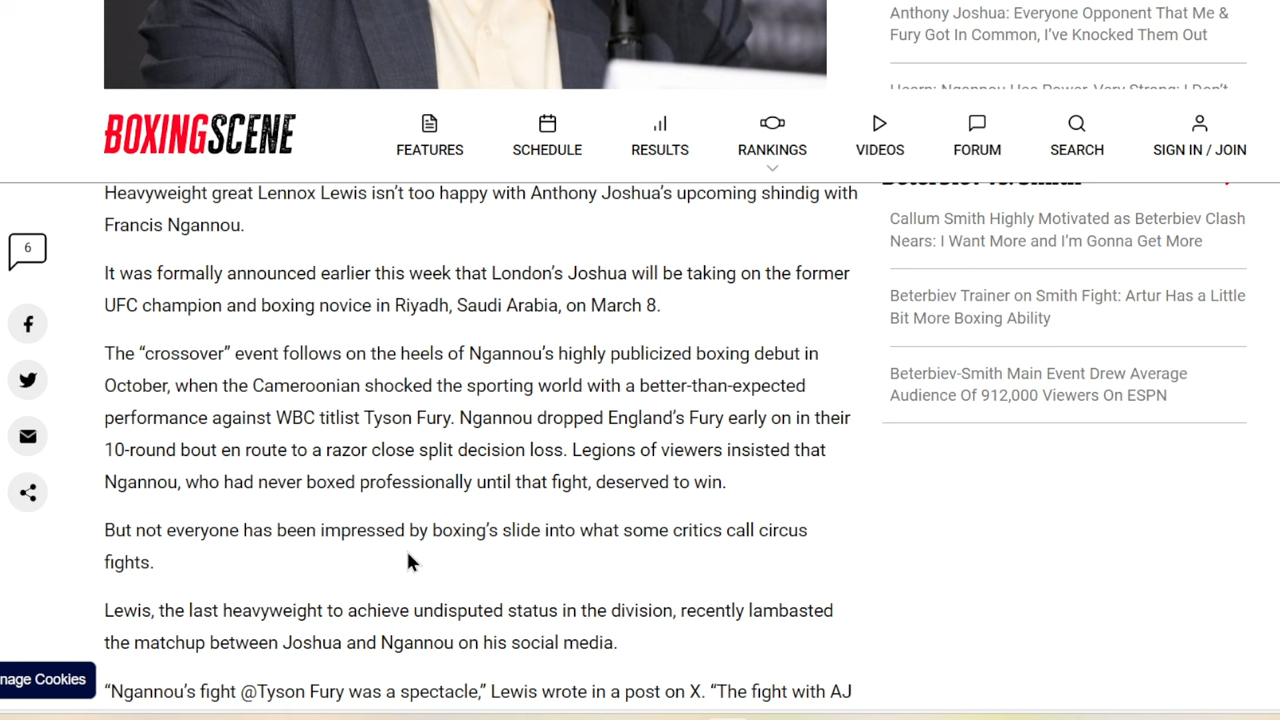 Anthony Joshua: Everyone Opponent That Me &
Fury Got In Common, I've Knocked Them Out
BOXINGSCENE
FEATURES
SCHEDULE
RESULTS
RANKINGS
VIDEOS
FORUM
SEARCH
SIGN IN / JOIN
Heavyweight great Lennox Lewis isn't too happy with Anthony Joshua's upcoming shindig with
Francis Ngannou.
6
It was formally announced earlier this week that London's Joshua will be taking on the former
UFC champion and boxing novice in Riyadh, Saudi Arabia, on March 8.
The “crossover” event follows on the heels of Ngannou's highly publicized boxing debut in
October, when the Cameroonian shocked the sporting world with a better-than-expected
performance against WBC titlist Tyson Fury. Ngannou dropped England's Fury early on in their
10-round bout en route to a razor close split decision loss. Legions of viewers insisted that
Ngannou, who had never boxed professionally until that fight, deserved to win.
But not everyone has been impressed by boxing's slide into what some critics call circus
fights.
Lewis, the last heavyweight to achieve undisputed status in the division, recently lambasted
the matchup between Joshua and Ngannou on his social media.
“Ngannou's fight @Tyson Fury was a spectacle,” Lewis wrote in a post on X. “The fight with AJ
Callum Smith Highly Motivated as Beterbiev Clash
Nears: I Want More and I'm Gonna Get More
Beterbiev Trainer on Smith Fight: Artur Has a Little
Bit More Boxing Ability
Beterbiev-Smith Main Event Drew Average
Audience Of 912,000 Viewers On ESPN
nage Cookies